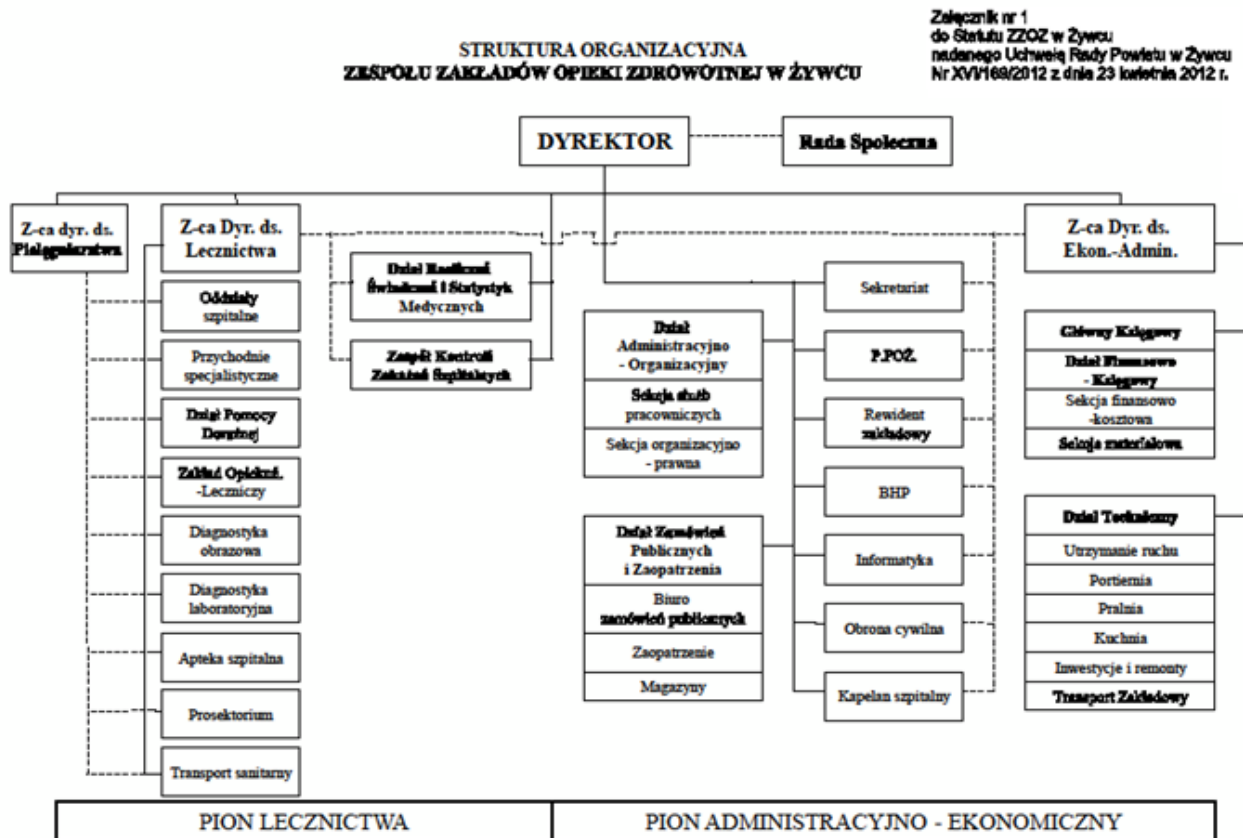 Załącznik nr 1
do Statutu ZZOZ w Żywcu
nadanego Uchwałą Rady Powiatu w Żywcu
Nr XVI/169/2012 z dnia 23 kwietnia 2012 r.
STRUKTURA ORGANIZACYJNA
ZESPOŁU ZAKŁADÓW OPIEKI ZDROWOTNEJ W ŻYWCU
DYREKTOR
Rada Społeczna
Z-ca dyr. ds.
Pielęgniarstwa
Z-ca Dyr. ds.
Lecznictwa
Z-ca Dyr. ds.
Ekon.-Admin.
Oddziały
szpitalne
Przychodnie
specjalistyczne
Dział Pomocy
Doraźnej
Zakład Opiekuń.
-Leczniczy
Diagnostyka
obrazowa
Diagnostyka
laboratoryjna
Apteka szpitalna
Prosektorium
Transport sanitarny
Dział Rozliczeń
Świadczeń i Statystyk
Medycznych
Zespół Kontroli
Zakażeń Szpitalnych
Dział
Administracyjno
- Organizacyjny
Sekcja służb
pracowniczych
Sekcja organizacyjno
- prawna
Dział Zamówień
Publicznych
i Zaopatrzenia
Biuro
zamówień publicznych
Zaopatrzenie
Magazyny
Sekretariat
P.POŻ.
Rewident
zakładowy
BHP
Informatyka
Obrona cywilna
Kapelan szpitalny
Główny Księgowy
Dział Finansowo
- Księgowy
Sekcja finansowo
-kosztowa
Sekcja materiałowa
Dział Techniczny
Utrzymanie ruchu
Portiernia
Pralnia
Kuchnia
Inwestycje i remonty
Transport Zakładowy
PION LECZNICTWA
PION ADMINISTRACYJNO - EKONOMICZNY